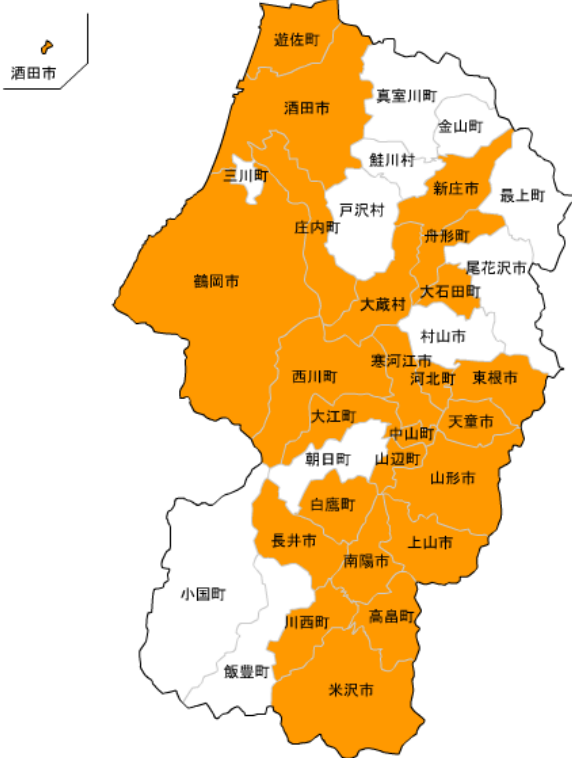 遊佐町
酒田市
酒田市
真室川町
金山町
鮭川村
三川町
新庄市
最上町
戸沢村
庄内町
舟形町
尾花沢市
鶴岡市
大石田町
大蔵村
村山市
寒河江市
西川町
河北町
東根市
大江町
天童市
中山町
朝日町
山辺町
山形市
白鷹町
長井市
上山市
南陽市
小国町
高畠町
川西町
飯豊町
米沢市